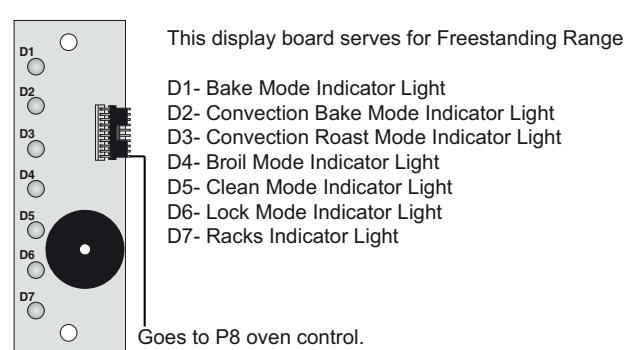 This display board serves for Freestanding Range
D1- Bake Mode Indicator Light
D2- Convection Bake Mode Indicator Light
D3- Convection Roast Mode Indicator Light
D4- Broil Mode Indicator Light
D5- Clean Mode Indicator Light
D6- Lock Mode Indicator Light
D7- Racks Indicator Light
D1
D2
D3
D4
D5
D6
D7
Goes to P8 oven control.